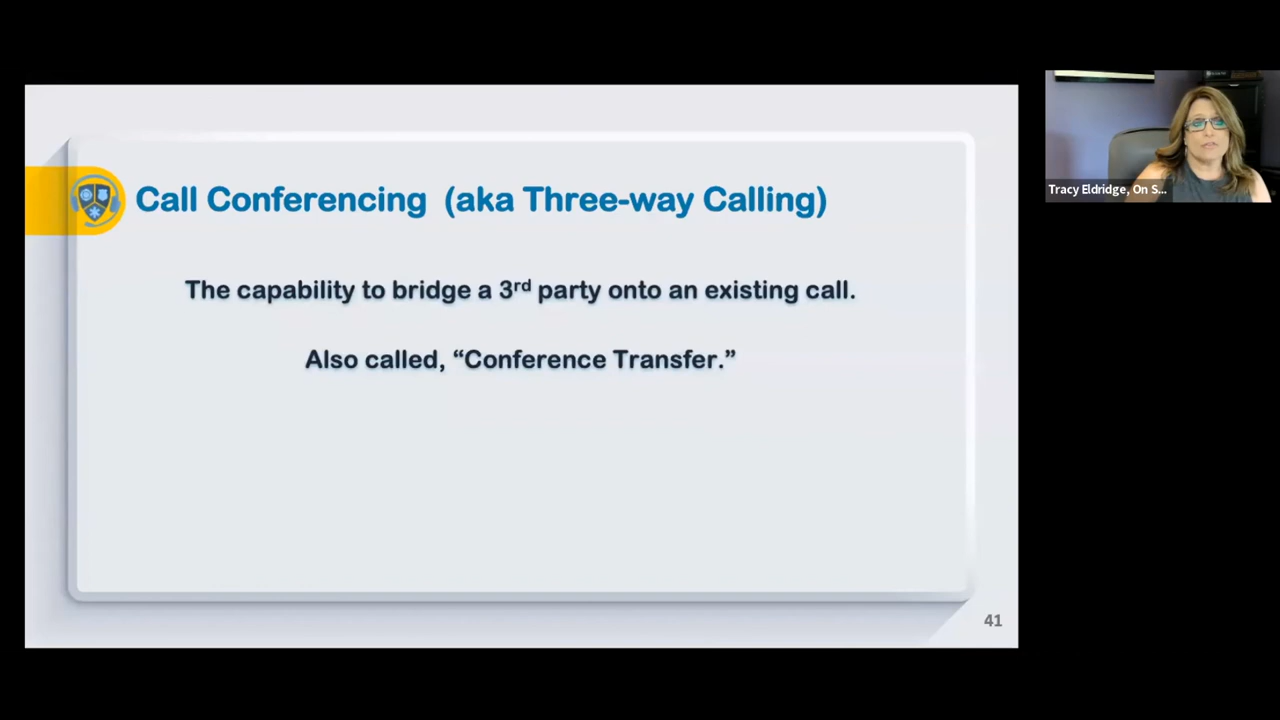 Call Conferencing (aka Three-way Calling)
The capability to bridge a 3rd party onto an existing call.
Also called, “Conference Transfer.”
41
Tracy Eldridge, On S...